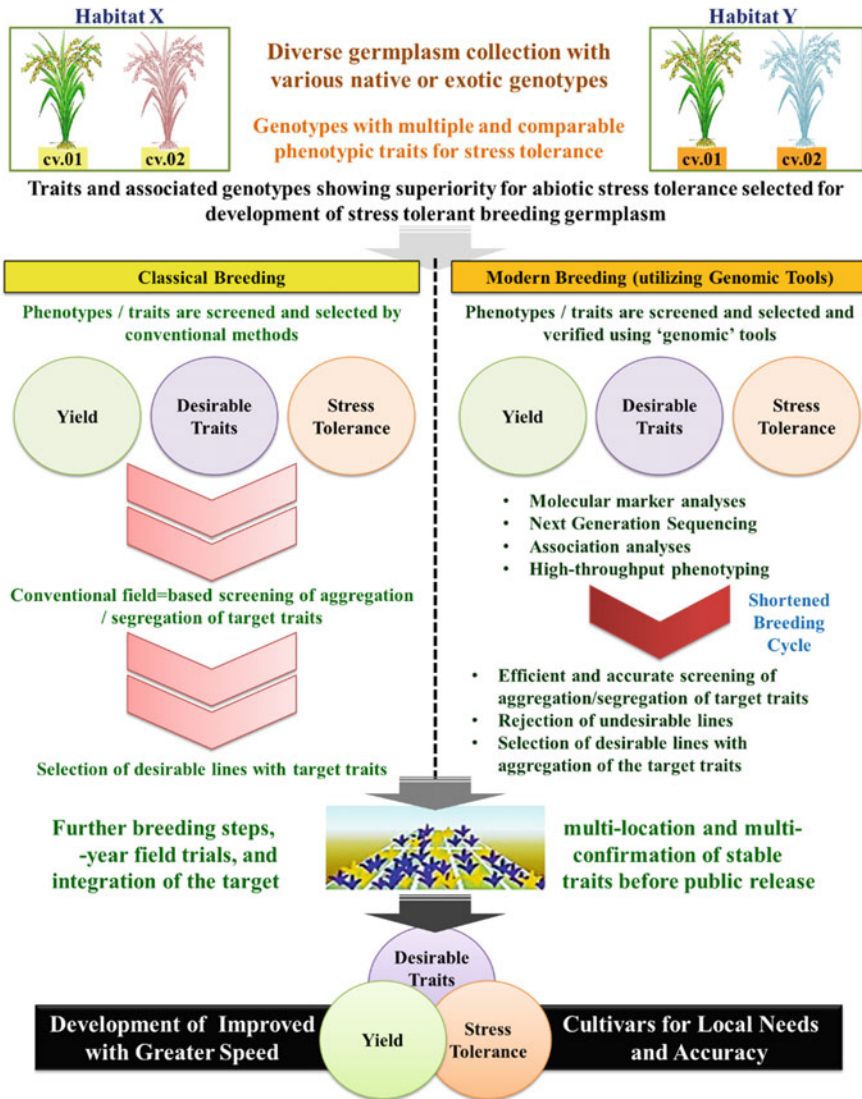 Habitat X
cv.01
cv.02
Diverse germplasm collection with
various native or exotic genotypes
Genotypes with multiple and comparable
phenotypic traits for stress tolerance
Habitat Y
cv.01
cv.02
Traits and associated genotypes showing superiority for abiotic stress tolerance selected for
development of stress tolerant breeding germplasm
Classical Breeding
Phenotypes / traits are screened and selected by
conventional methods
Yield
Desirable
Traits
Stress
Tolerance
Conventional field=based screening of aggregation
/ segregation of target traits
Selection of desirable lines with target traits
Modern Breeding (utilizing Genomic Tools)
Phenotypes / traits are screened and selected and
verified using ‘genomic’ tools
Yield
Desirable
Traits
Stress
Tolerance
• Molecular marker analyses
• Next Generation Sequencing
• Association analyses
• High-throughput phenotyping
Shortened
Breeding
Cycle
• Efficient and accurate screening of
aggregation/segregation of target traits
• Rejection of undesirable lines
• Selection of desirable lines with
aggregation of the target traits
Further breeding steps,
-year field trials, and
integration of the target
multi-location and multi-
confirmation of stable
traits before public release
Desirable
Traits
Yield
Stress
Tolerance
Development of Improved
with Greater Speed
Cultivars for Local Needs
and Accuracy